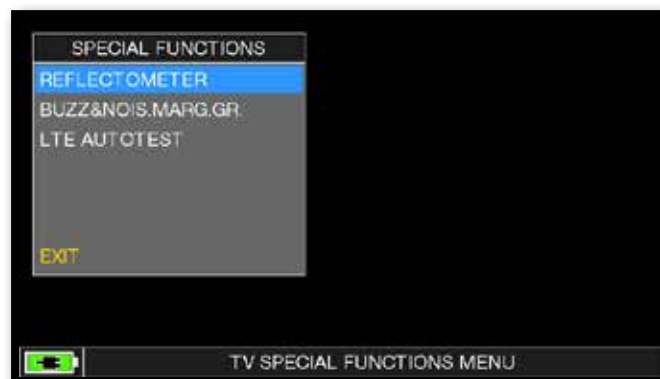 SPECIAL FUNCTIONS
REFLECTOMETER
BUZZ&NOIS.MARG.GR.
LTE AUTOTEST
EXIT
TV SPECIAL FUNCTIONS MENU